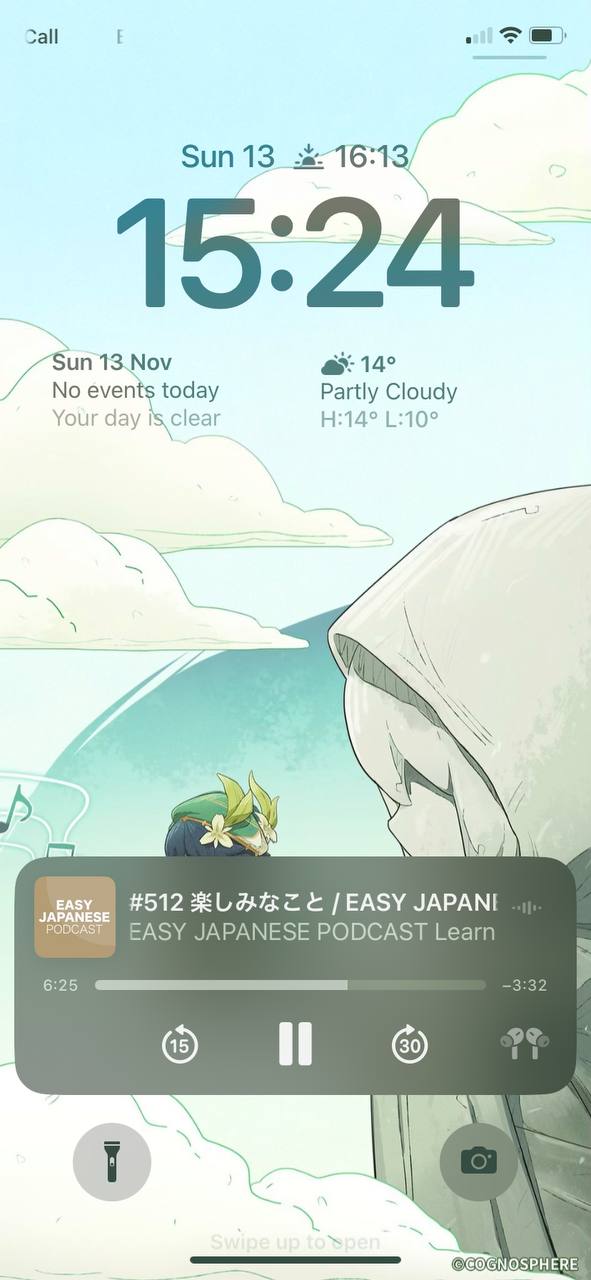 Call
Sun 13 16:13
15:24
Sun 13 Nov
No events today
Your day is clear
14°
Partly Cloudy
H:14° L:10°
EASY
JAPANESE
PODCAST
#512 楽しみなこと / EASY JAPANE
EASY JAPANESE PODCAST Learn
6:25
−3:32
15
30
Swipe up to open
©COGNOSPHERE